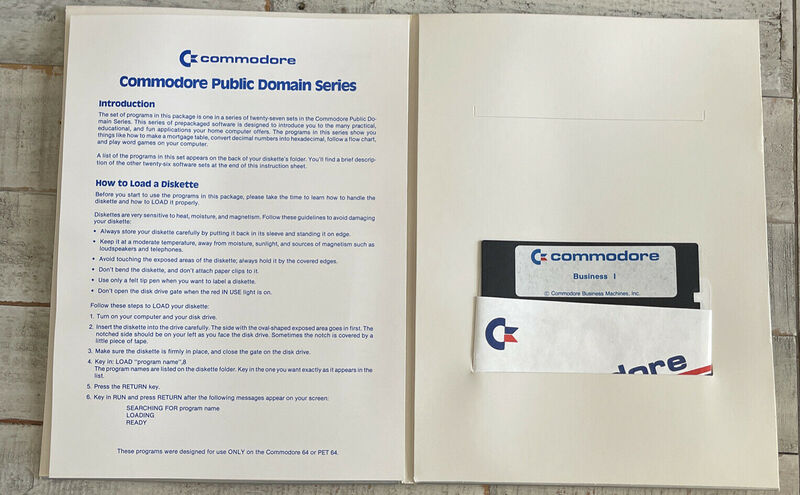 commodore
Commodore Public Domain Series
Introduction
The set of programs in this package is one in a series of twenty-seven sets in the Commodore Public Do-
main Series. This series of prepackaged software is designed to introduce you to the many practical,
educational, and fun applications your home computer offers. The programs in this series show you
things like how to make a mortgage table, convert decimal numbers into hexadecimal, follow a flow chart,
and play word games on your computer.
A list of the programs in this set appears on the back of your diskette's folder. You'll find a brief descrip-
tion of the other twenty-six software sets at the end of this instruction sheet.
How to Load a Diskette
Before you start to use the programs in this package, please take the time to learn how to handle the
diskette and how to LOAD it properly.
Diskettes are very sensitive to heat, moisture, and magnetism. Follow these guidelines to avoid damaging
your diskette:
• Always store your diskette carefully by putting it back in its sleeve and standing it on edge.
• Keep it at a moderate temperature, away from moisture, sunlight, and sources of magnetism such as
loudspeakers and telephones.
• Avoid touching the exposed areas of the diskette; always hold it by the covered edges.
• Don't bend the diskette, and don't attach paper clips to it.
• Use only a felt tip pen when you want to label a diskette.
• Don't open the disk drive gate when the red IN USE light is on.
Follow these steps to LOAD your diskette:
1. Turn on your computer and your disk drive.
2. Insert the diskette into the drive carefully. The side with the oval-shaped exposed area goes in first. The
notched side should be on your left as you face the disk drive. Sometimes the notch is covered by a
little piece of tape.
3. Make sure the diskette is firmly in place, and close the gate on the disk drive.
4. Key in: LOAD "program name",8
The program names are listed on the diskette folder. Key in the one you want exactly as it appears in the
list.
5. Press the RETURN key.
6. Key in RUN and press RETURN after the following messages appear on your screen:
SEARCHING FOR program name
LOADING
READY
These programs were designed for use ONLY on the Commodore 64 or PET 64.
commodore
Business I
© Commodore Business Machines, Inc.
dore